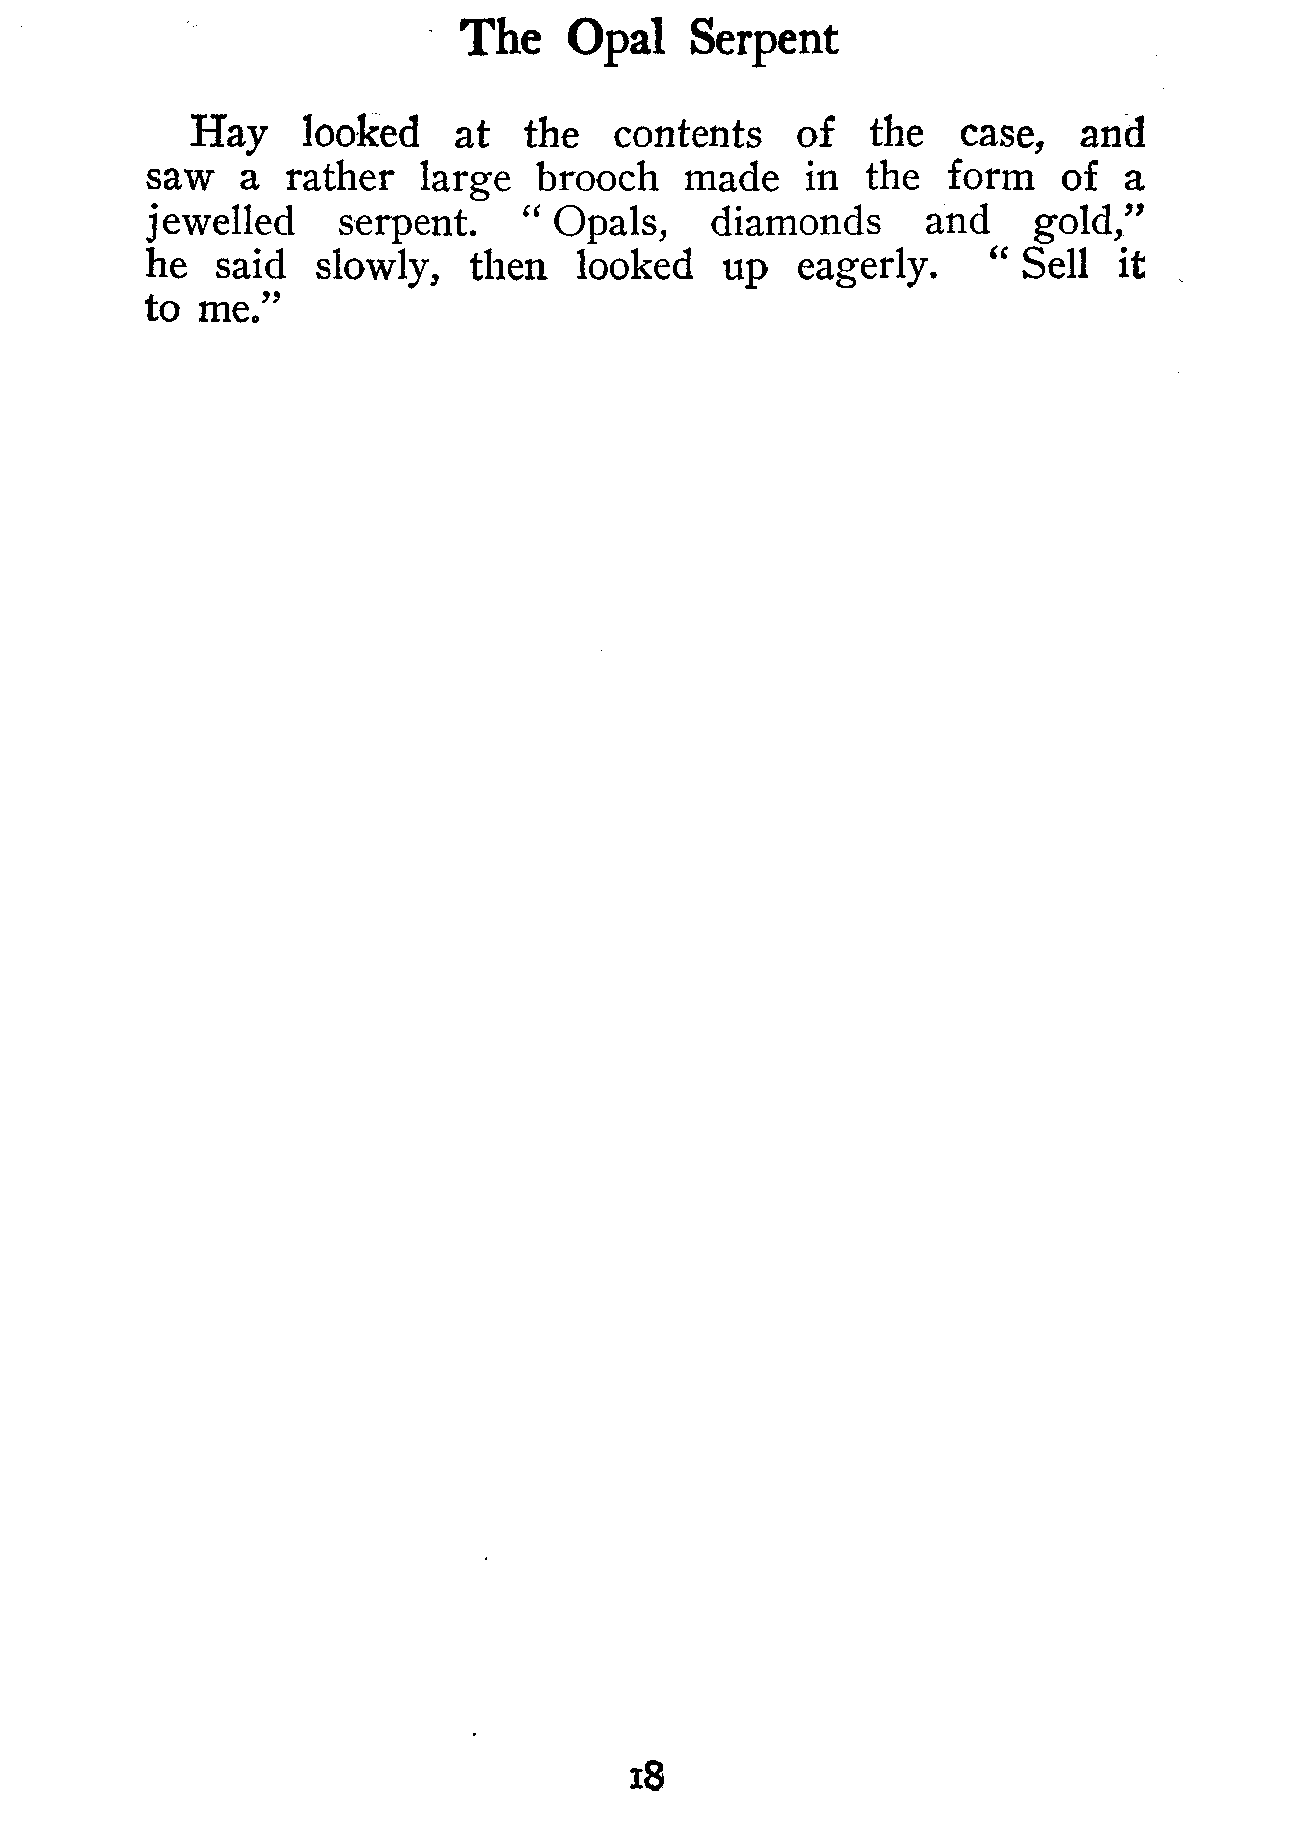 The Opal Serpent
Hay looked at the contents of the case, and
saw a rather large brooch made in the form of a
jewelled serpent. “ Opals, diamonds and gold,”
he said slowly, then looked up eagerly. “ Sell it
to me.”
18